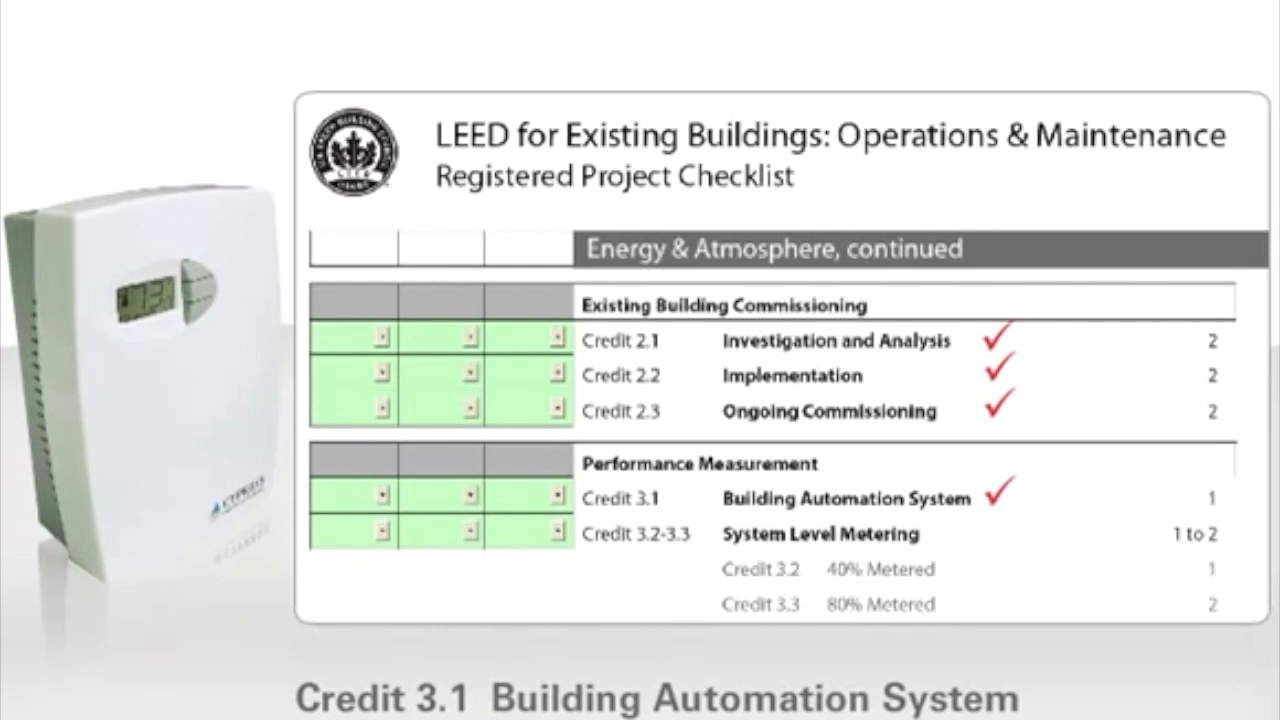 LEED for Existing Buildings: Operations & Maintenance
Registered Project Checklist
Energy & Atmosphere, continued
Existing Building Commissioning
Credit 2.1 Investigation and Analysis 2
Credit 2.2 Implementation 2
Credit 2.3 Ongoing Commissioning 2
Performance Measurement
Credit 3.1 Building Automation System 1
Credit 3.2-3.3 System Level Metering 1 to 2
Credit 3.2 40% Metered 1
Credit 3.3 80% Metered 2
Credit 3.1 Building Automation System